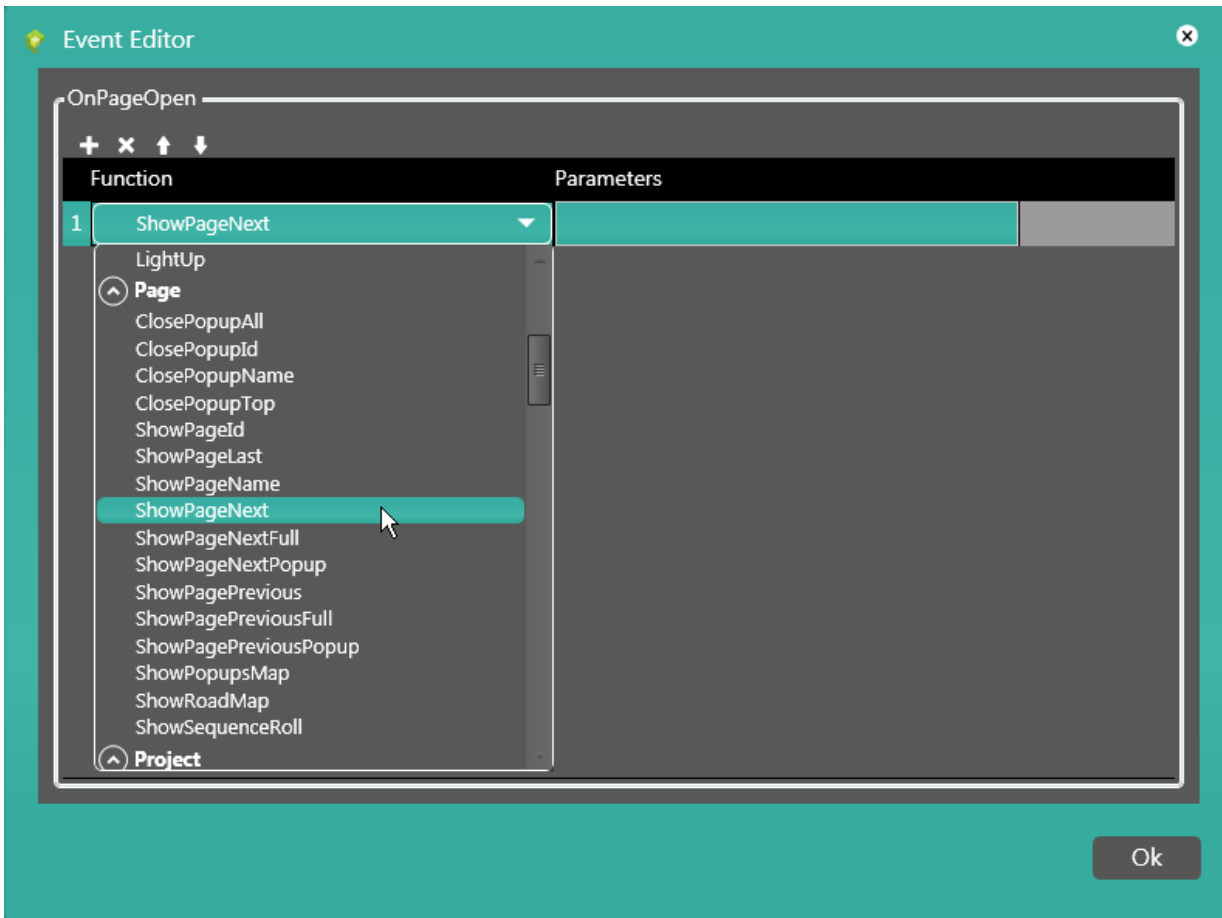 Event Editor
OnPageOpen
Function Parameters
1 ShowPageNext
LightUp
Page
ClosePopupAll
ClosePopupId
ClosePopupName
ClosePopupTop
ShowPageId
ShowPageLast
ShowPageName
ShowPageNext
ShowPageNextFull
ShowPageNextPopup
ShowPagePrevious
ShowPagePreviousFull
ShowPagePreviousPopup
ShowPopupsMap
ShowRoadMap
ShowSequenceRoll
Project
Ok